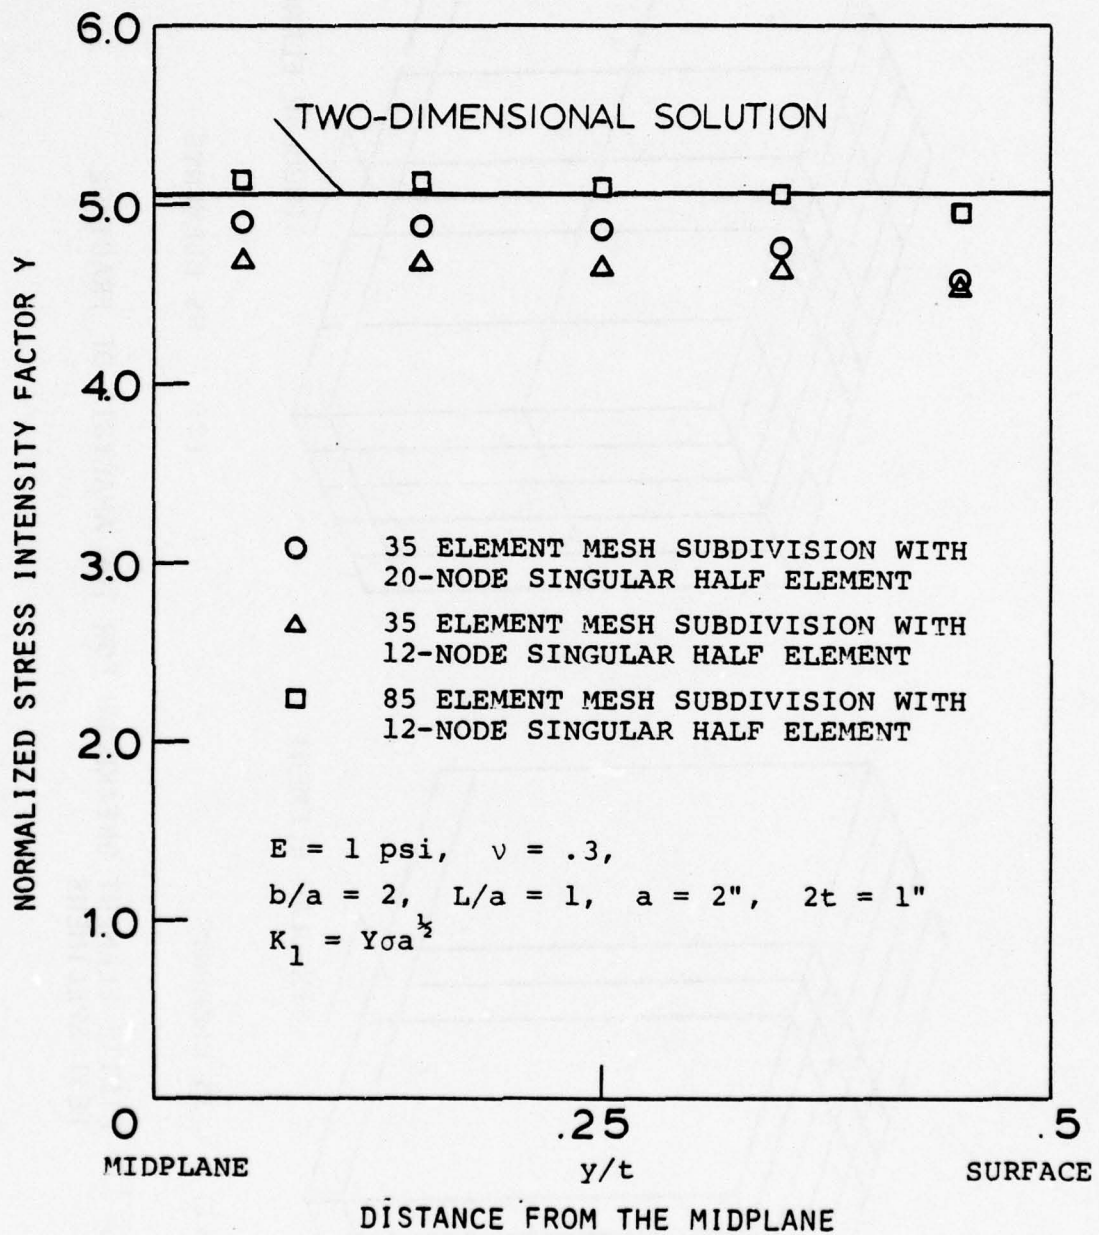 6.0
TWO-DIMENSIONAL SOLUTION
5.0
4.0
3.0
2.0
1.0
0
NORMALIZED STRESS INTENSITY FACTOR Y
35 ELEMENT MESH SUBDIVISION WITH
20-NODE SINGULAR HALF ELEMENT
35 ELEMENT MESH SUBDIVISION WITH
12-NODE SINGULAR HALF ELEMENT
85 ELEMENT MESH SUBDIVISION WITH
12-NODE SINGULAR HALF ELEMENT
E = 1 psi, ν = .3,
b/a = 2, L/a = 1, a = 2", 2t = 1"
K₁ = Yσa^½
.25
.5
MIDPLANE
y/t
SURFACE
DISTANCE FROM THE MIDPLANE